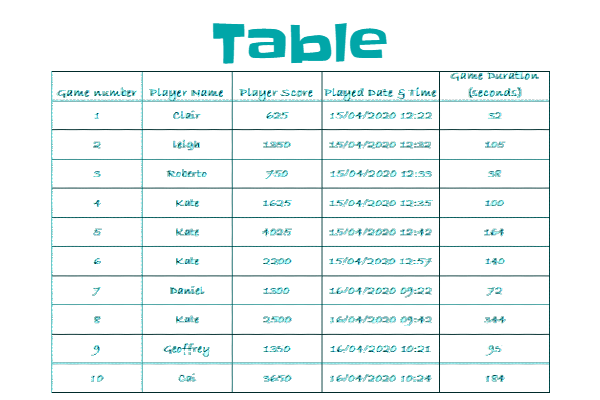 Table
Game number Player Name Player Score Played Date & Time Game Duration (seconds)
1 Clair 625 15/04/2020 12:22 32
2 leigh 1350 15/04/2020 12:32 105
3 Roberto 750 15/04/2020 12:33 38
4 Kate 1625 15/04/2020 12:35 100
5 Kate 4025 15/04/2020 12:42 164
6 Kate 2200 15/04/2020 12:57 140
7 Daniel 1300 16/04/2020 09:22 72
8 Kate 2500 16/04/2020 09:42 344
9 Geoffrey 1350 16/04/2020 10:21 95
10 Cai 3650 16/04/2020 10:24 184